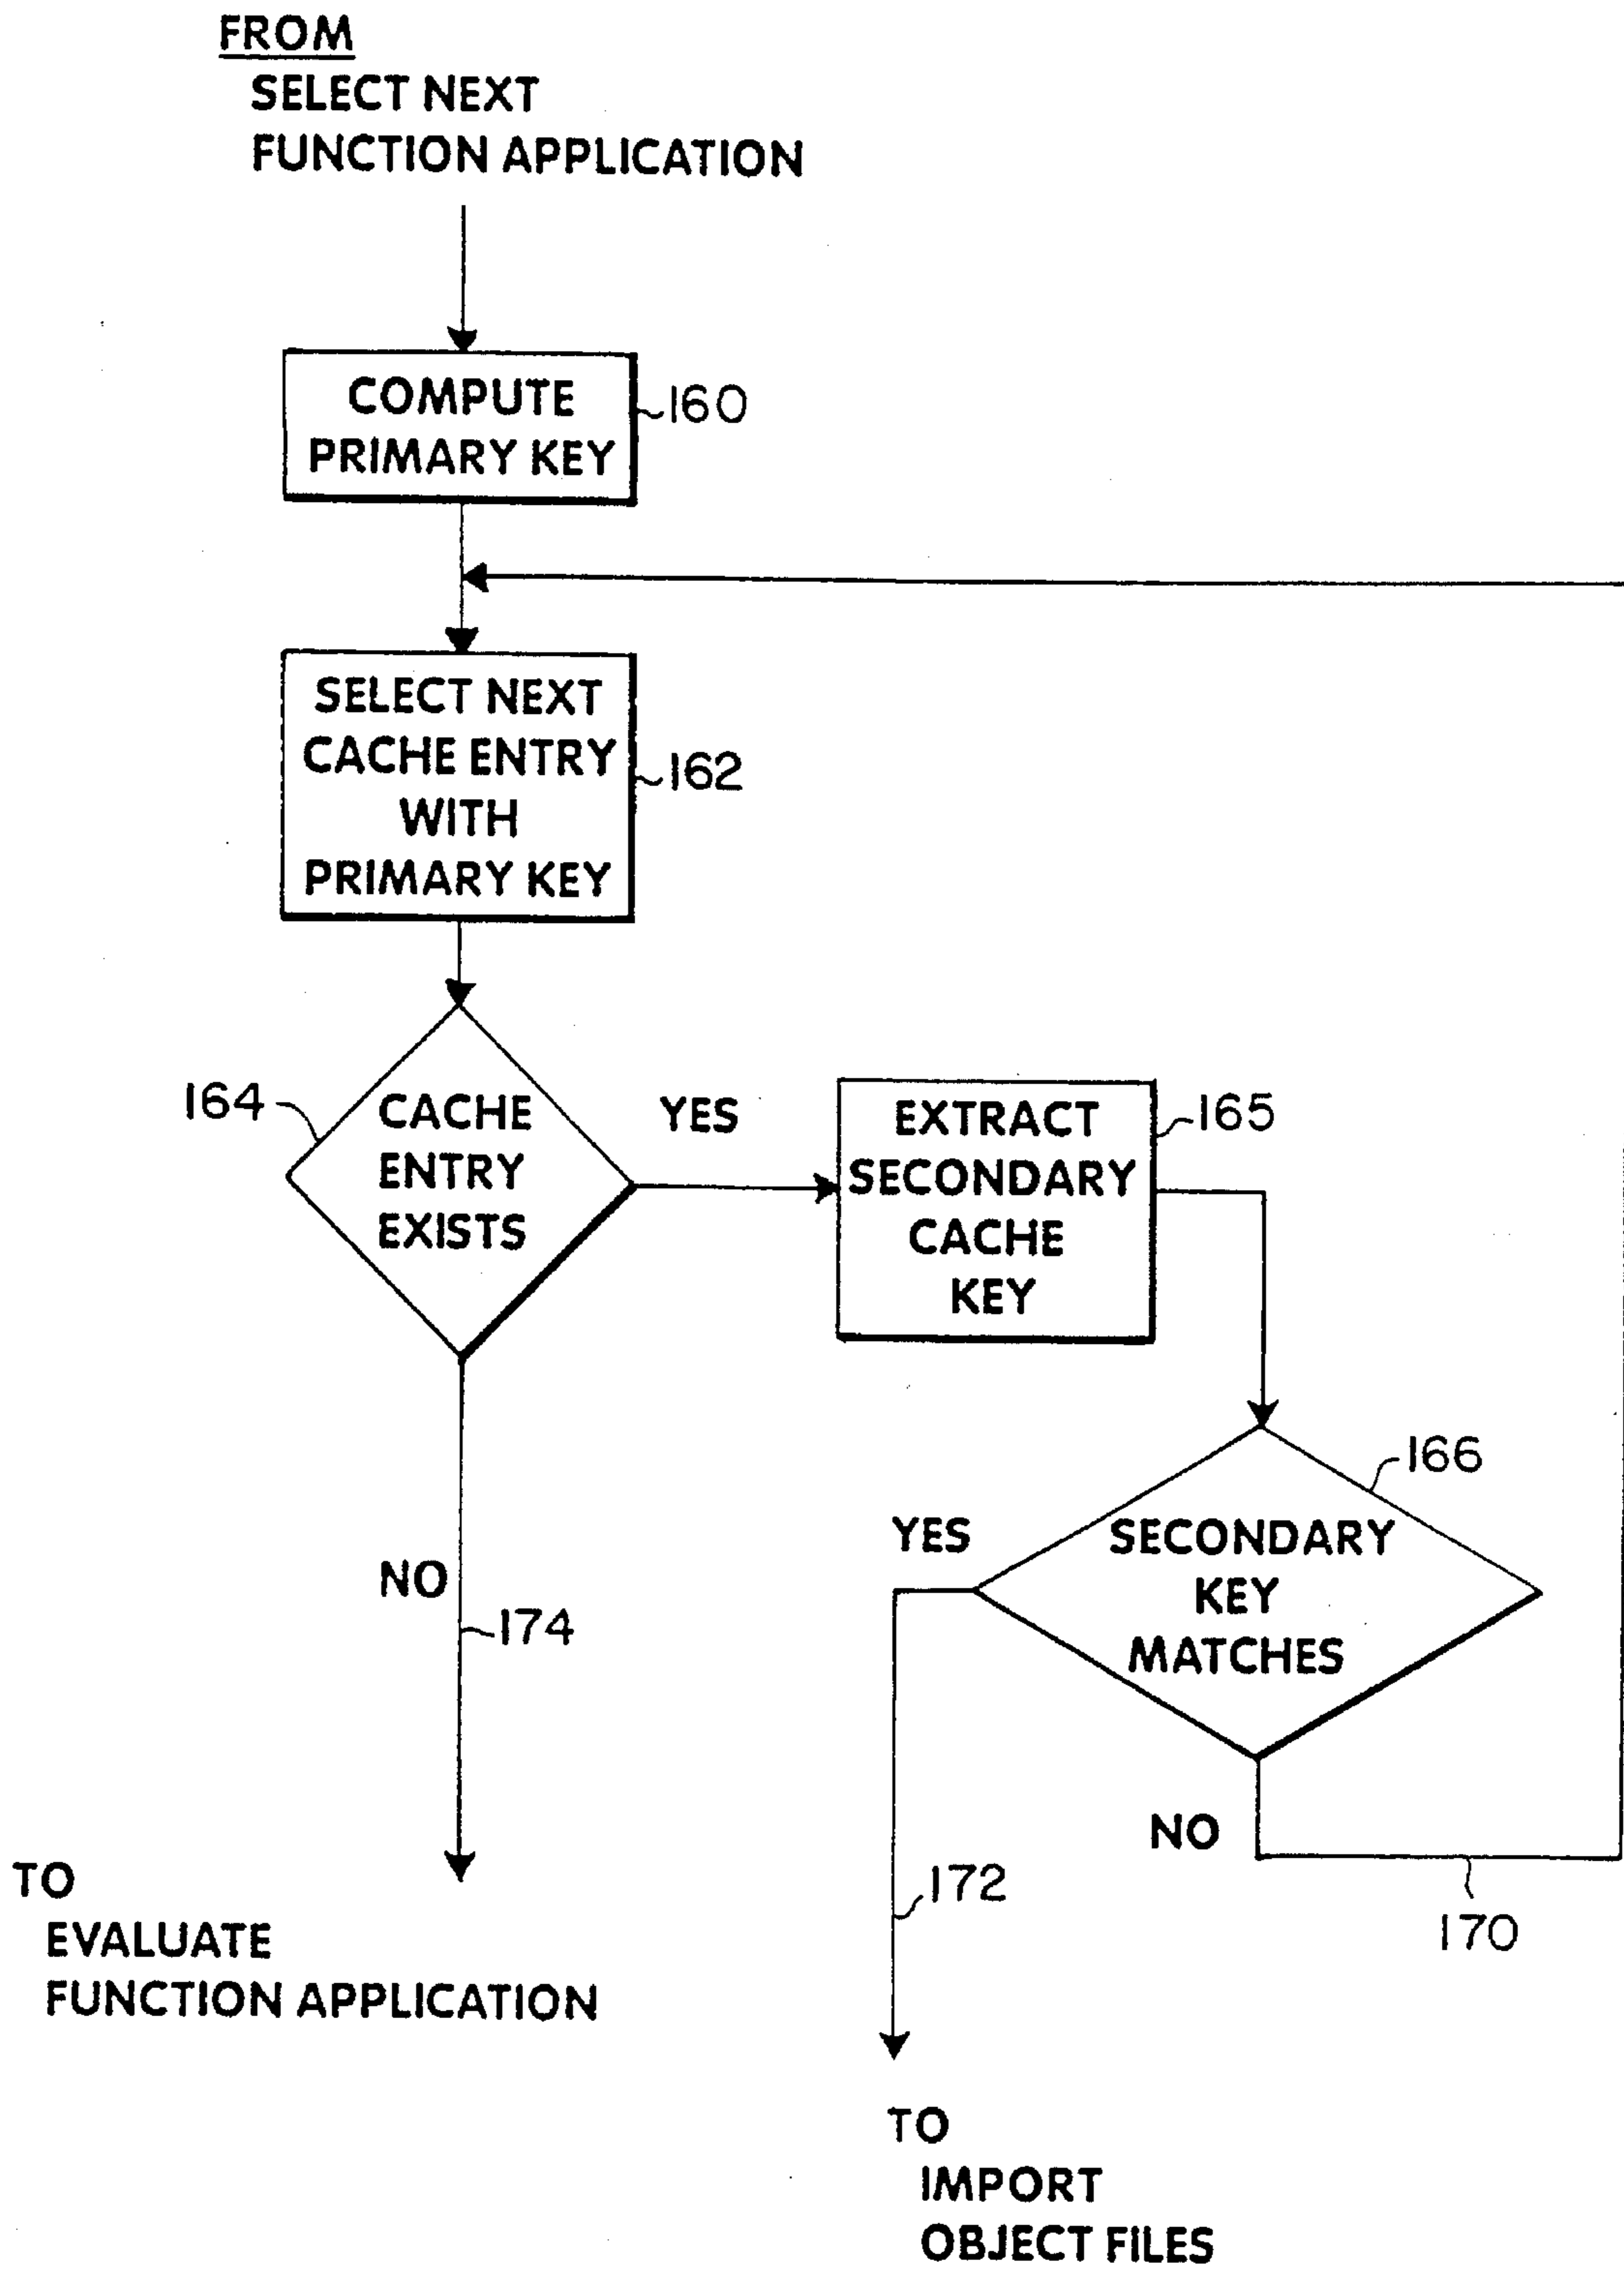 FROM
SELECT NEXT
FUNCTION APPLICATION
COMPUTE
PRIMARY KEY
160
SELECT NEXT
CACHE ENTRY
WITH
PRIMARY KEY
162
164
CACHE
ENTRY
EXISTS
YES
EXTRACT
SECONDARY
CACHE
KEY
165
166
YES
SECONDARY
KEY
MATCHES
NO
174
NO
172
170
TO
EVALUATE
FUNCTION APPLICATION
TO
IMPORT
OBJECT FILES